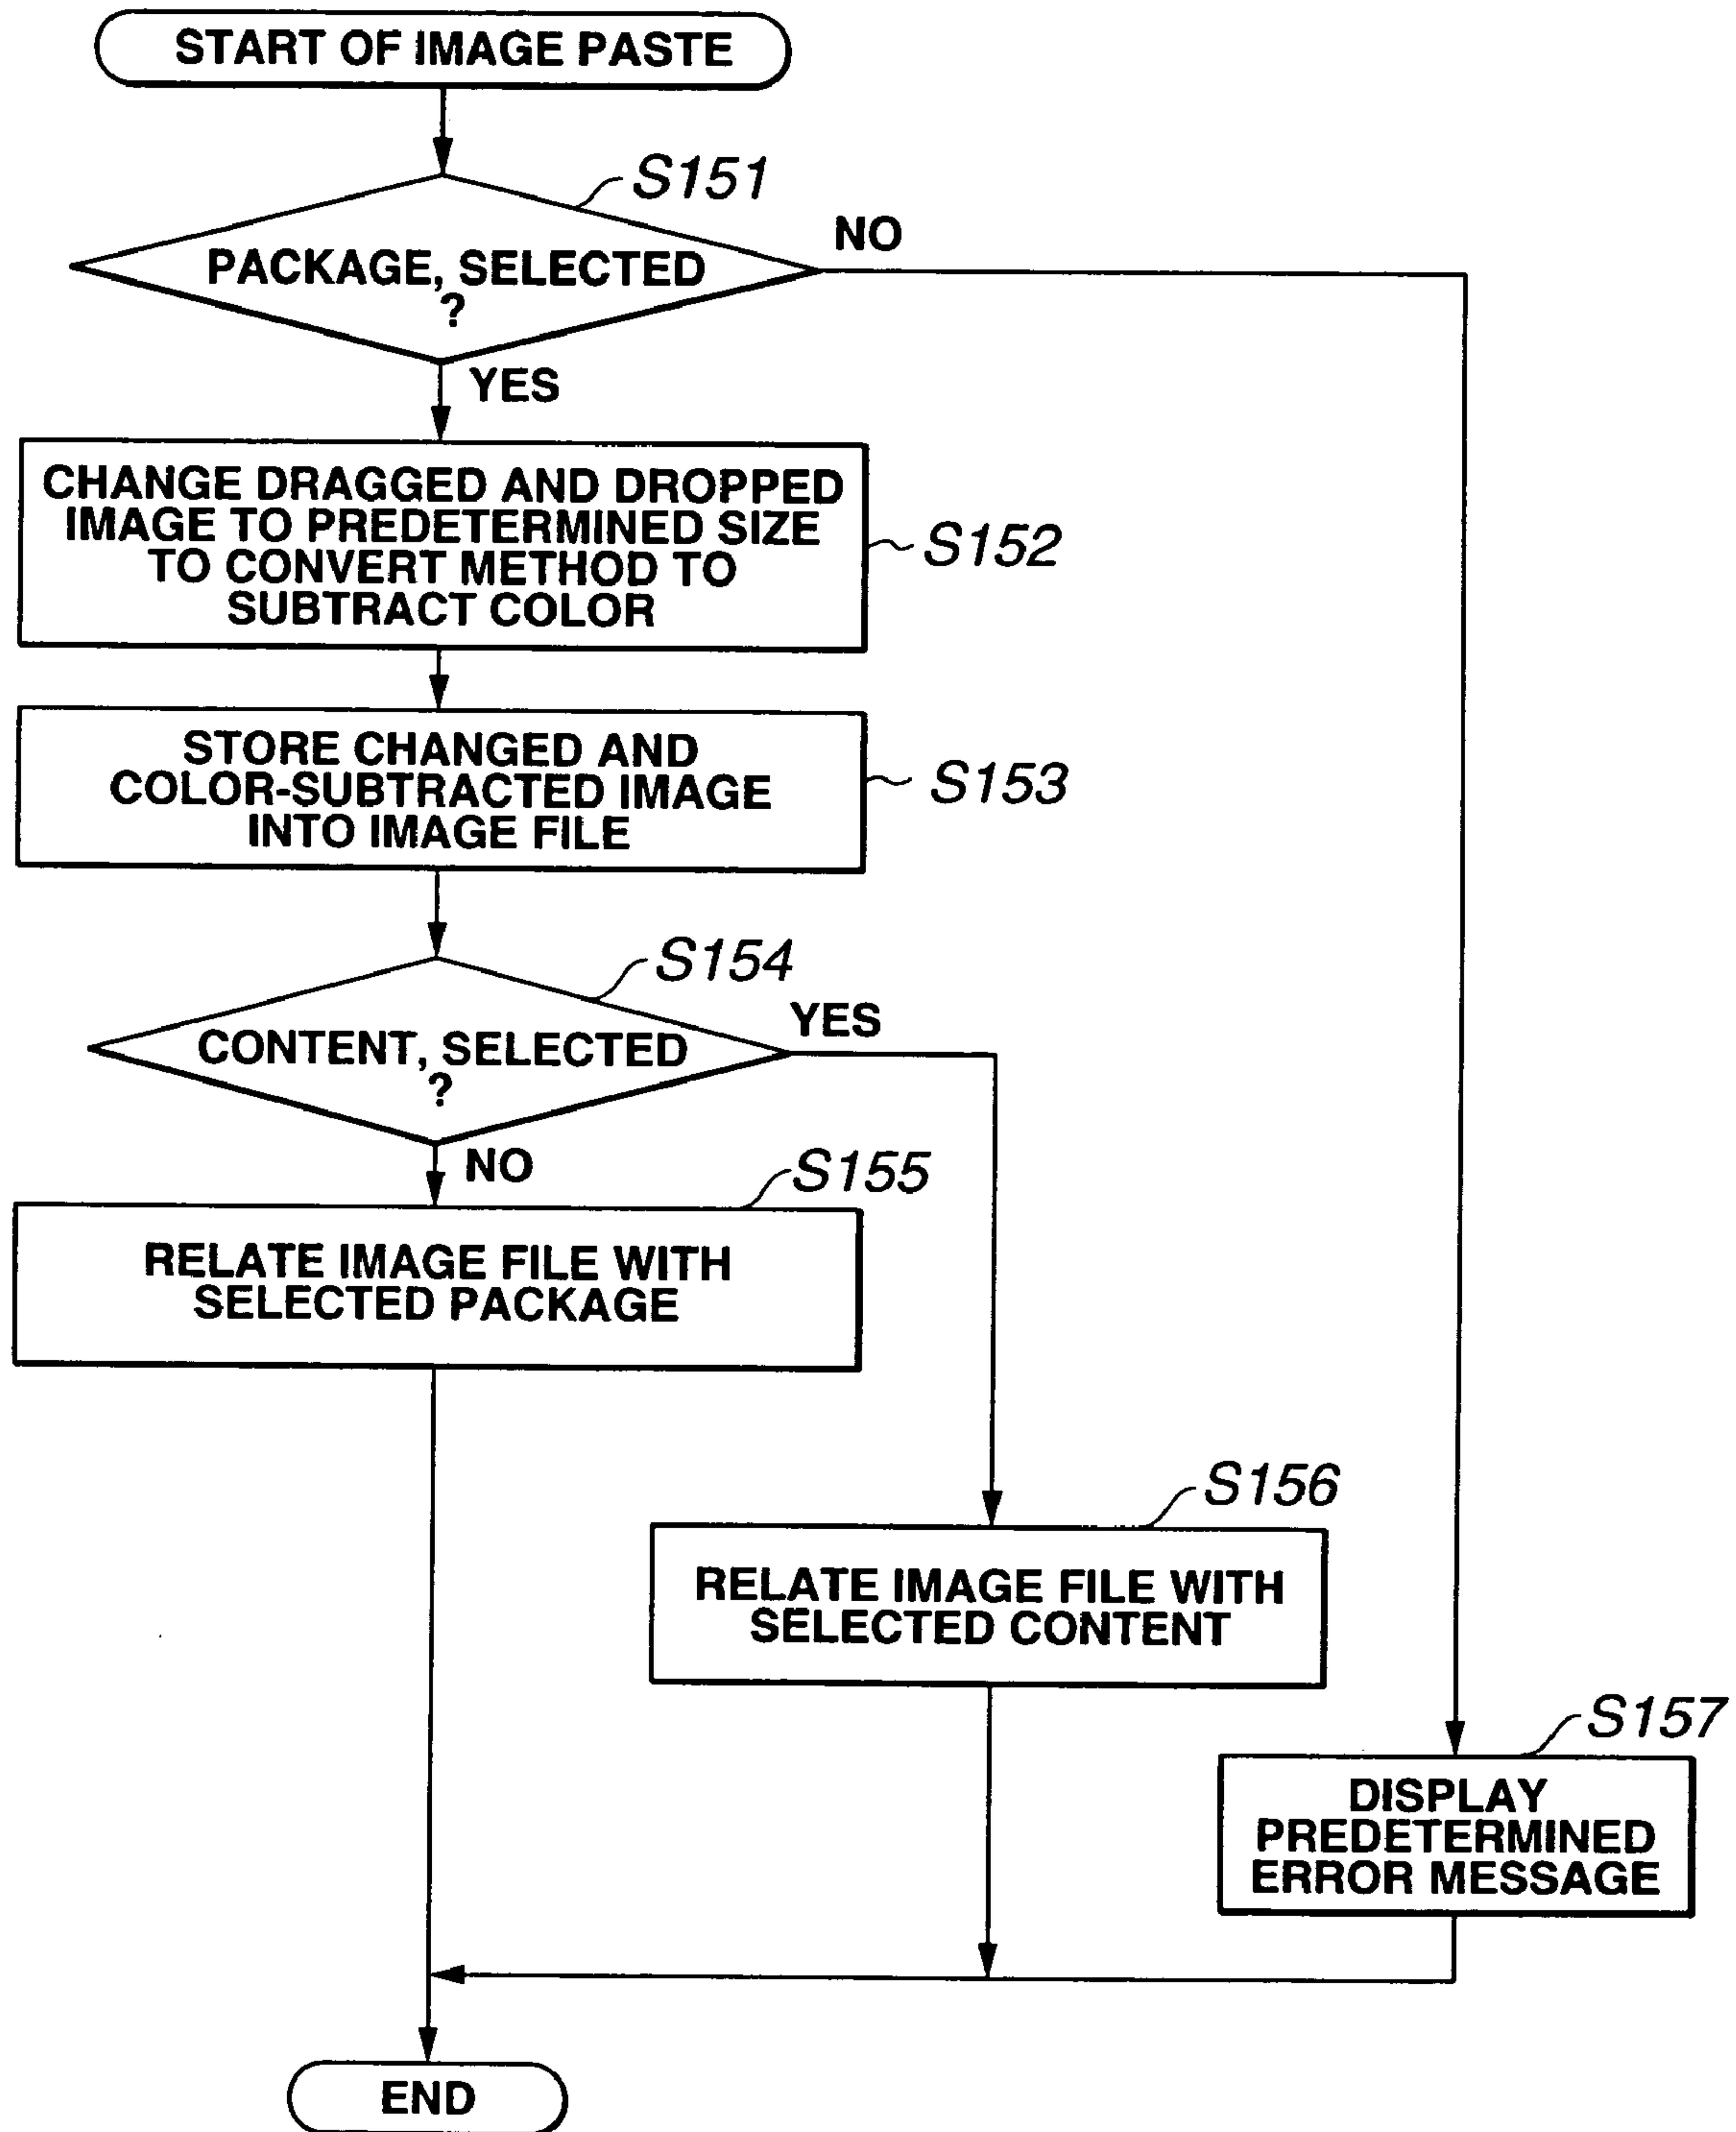 START OF IMAGE PASTE
S151
NO
PACKAGE, SELECTED
?
YES
CHANGE DRAGGED AND DROPPED
IMAGE TO PREDETERMINED SIZE
TO CONVERT METHOD TO
SUBTRACT COLOR
S152
STORE CHANGED AND
COLOR-SUBTRACTED IMAGE
INTO IMAGE FILE
S153
S154
YES
CONTENT, SELECTED
?
NO
S155
RELATE IMAGE FILE WITH
SELECTED PACKAGE
S156
RELATE IMAGE FILE WITH
SELECTED CONTENT
S157
DISPLAY
PREDETERMINED
ERROR MESSAGE
END